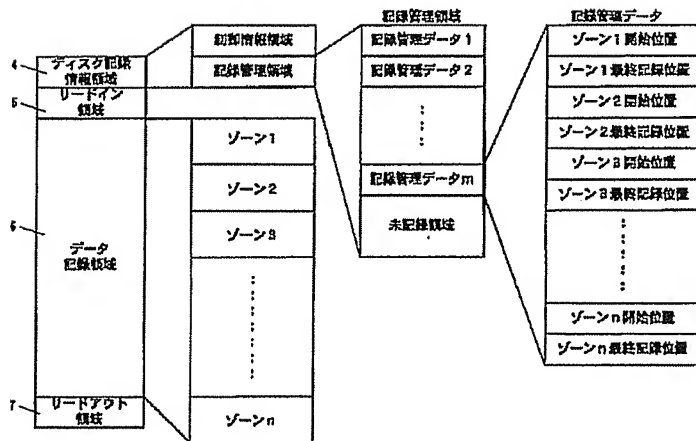 4
ディスク記録
情報領域
5
リードイン
領域
6
データ
記録領域
7
リードアウト
領域
制御情報領域
記録管理領域
ゾーン1
ゾーン2
ゾーン3
ゾーンn
記録管理領域
記録管理データ1
記録管理データ2
記録管理データm
未記録領域
記録管理データ
ゾーン1開始位置
ゾーン1最終記録位置
ゾーン2開始位置
ゾーン2最終記録位置
ゾーン3開始位置
ゾーン3最終記録位置
ゾーンn開始位置
ゾーンn最終記録位置